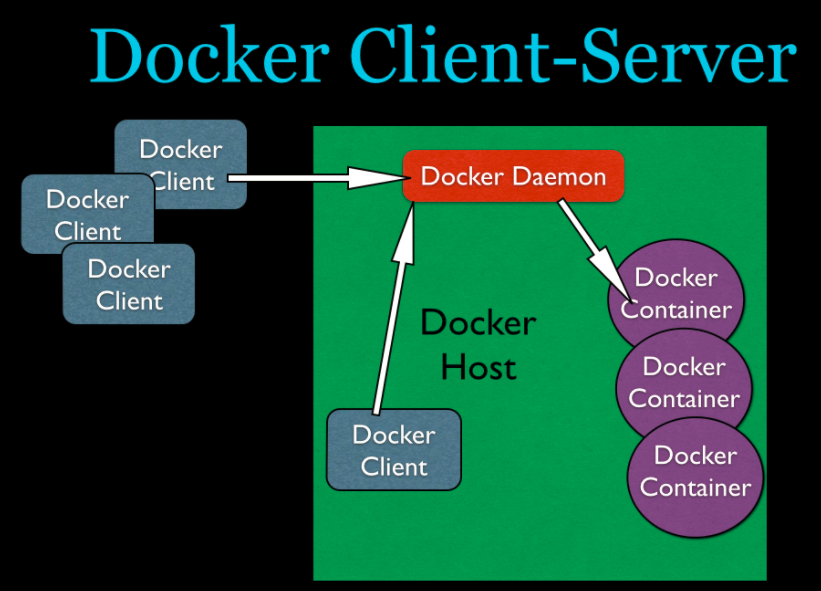 Docker Client-Server
Docker
Client
Docker
Client
Docker
Client
Docker Daemon
Docker
Host
Docker
Client
Docker
Container
Docker
Container
Docker
Container